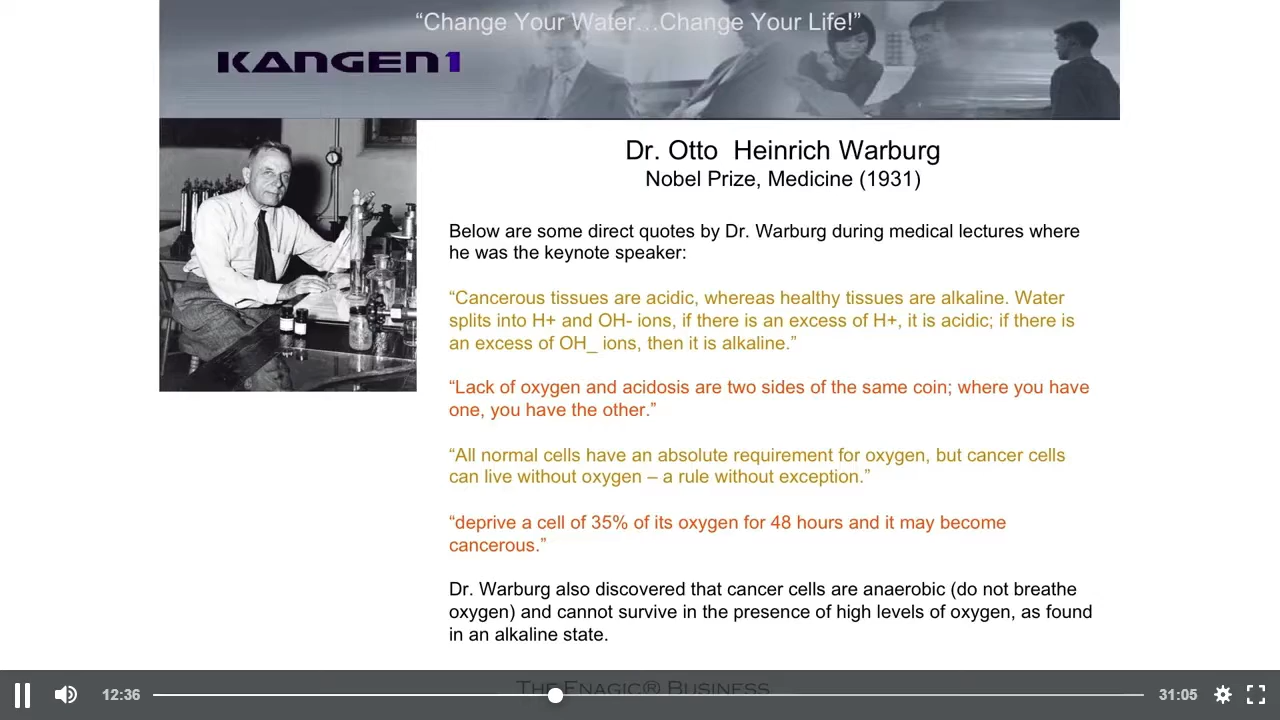 “Change Your Water…Change Your Life!”
KANGEN1
Dr. Otto  Heinrich Warburg
Nobel Prize, Medicine (1931)
Below are some direct quotes by Dr. Warburg during medical lectures where
he was the keynote speaker:
“Cancerous tissues are acidic, whereas healthy tissues are alkaline. Water
splits into H+ and OH- ions, if there is an excess of H+, it is acidic; if there is
an excess of OH_ ions, then it is alkaline.”
“Lack of oxygen and acidosis are two sides of the same coin; where you have
one, you have the other.”
“All normal cells have an absolute requirement for oxygen, but cancer cells
can live without oxygen – a rule without exception.”
“deprive a cell of 35% of its oxygen for 48 hours and it may become
cancerous.”
Dr. Warburg also discovered that cancer cells are anaerobic (do not breathe
oxygen) and cannot survive in the presence of high levels of oxygen, as found
in an alkaline state.
The Enagic® Business
12:36
31:05